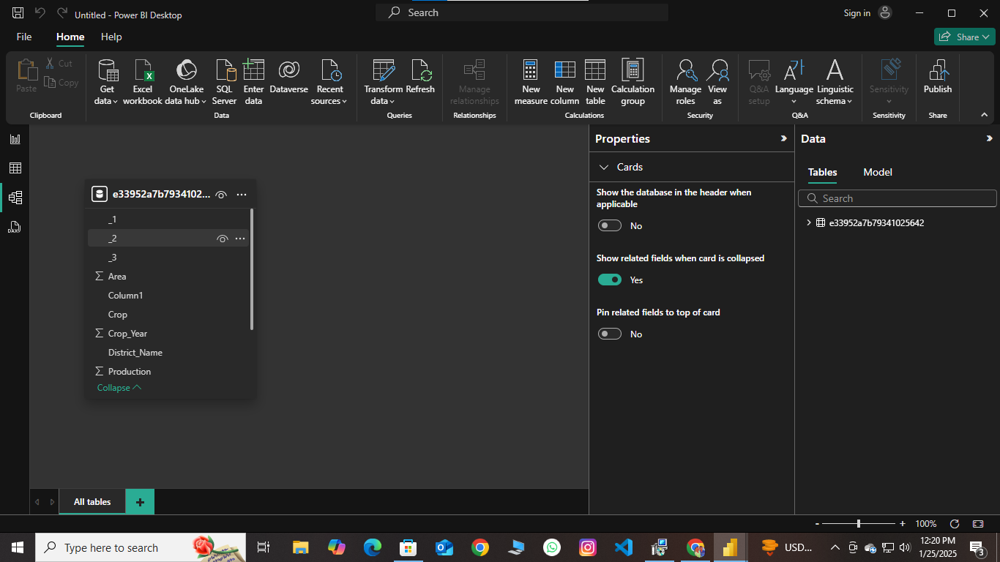 Untitled - Power BI Desktop
Search
Sign in
File
Home
Help
Share
Paste
Cut
Copy
Clipboard
Get data
Excel workbook
OneLake data hub
SQL Server
Enter data
Dataverse
Recent sources
Data
Transform data
Refresh
Queries
Manage relationships
Relationships
New measure
New column
New table
Calculation group
Calculations
Manage roles
View as
Security
Q&A setup
Language
Linguistic schema
Q&A
Sensitivity
Sensitivity
Publish
Share
DAX
e33952a7b7934102...
_1
_2
_3
Area
Column1
Crop
Crop_Year
District_Name
Production
Collapse
Properties
Cards
Show the database in the header when
applicable
No
Show related fields when card is collapsed
Yes
Pin related fields to top of card
No
Data
Tables
Model
Search
e33952a7b79341025642
All tables
+
-
+
100%
Type here to search
USD...
12:20 PM
1/25/2025
3